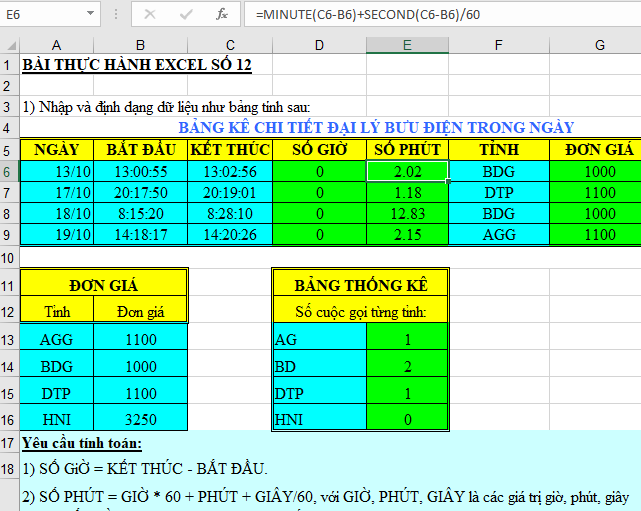 E6 fx =MINUTE(C6-B6)+SECOND(C6-B6)/60
A B C D E F G
1 BÀI THỰC HÀNH EXCEL SỐ 12
2
3 1) Nhập và định dạng dữ liệu như bảng tính sau:
4 BẢNG KÊ CHI TIẾT ĐẠI LÝ BƯU ĐIỆN TRONG NGÀY
5 NGÀY BẮT ĐẦU KẾT THÚC SỐ GIỜ SỐ PHÚT TỈNH ĐƠN GIÁ
6 13/10 13:00:55 13:02:56 0 2.02 BDG 1000
7 17/10 20:17:50 20:19:01 0 1.18 DTP 1100
8 18/10 8:15:20 8:28:10 0 12.83 BDG 1000
9 19/10 14:18:17 14:20:26 0 2.15 AGG 1100
10
11 ĐƠN GIÁ BẢNG THỐNG KÊ
12 Tỉnh Đơn giá Số cuộc gọi từng tỉnh:
13 AGG 1100 AG 1
14 BDG 1000 BD 2
15 DTP 1100 DTP 1
16 HNI 3250 HNI 0
17 Yêu cầu tính toán:
18 1) SỐ GiỜ = KẾT THÚC - BẮT ĐẦU.
2) SỐ PHÚT = GIỜ * 60 + PHÚT + GIÂY/60, với GIỜ, PHÚT, GIÂY là các giá trị giờ, phút, giây